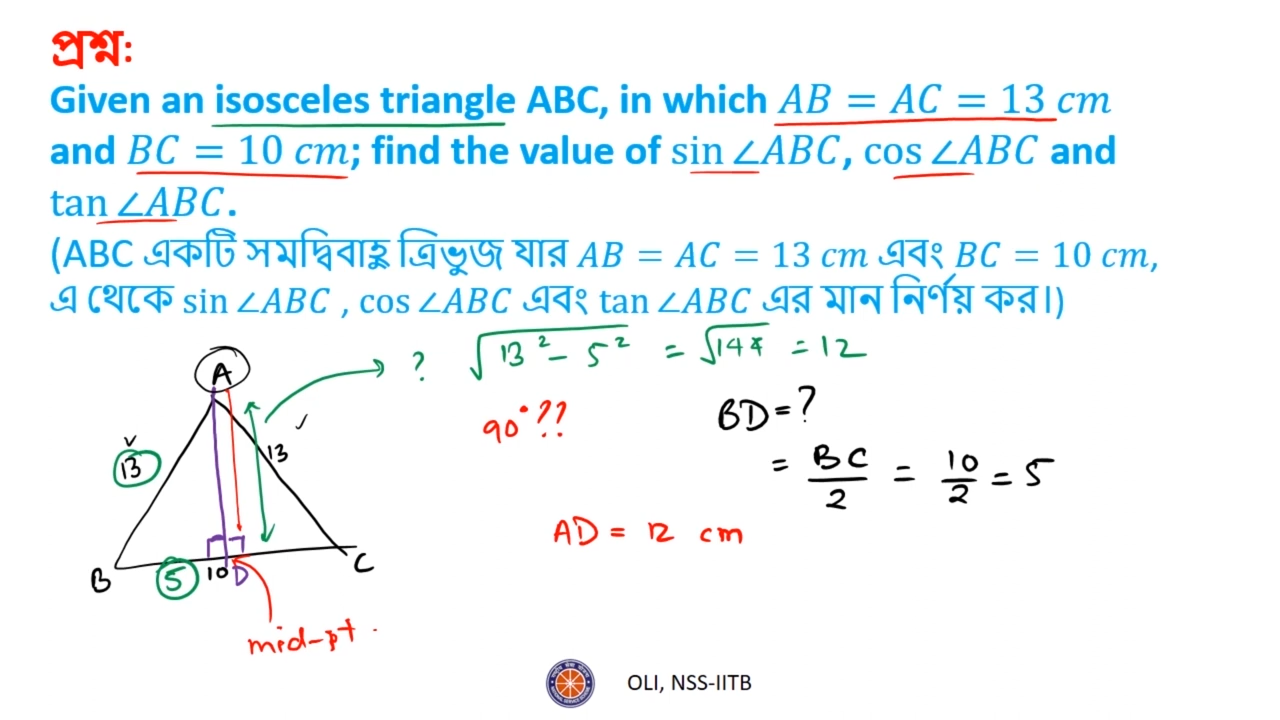 প্রশ্ন:
Given an isosceles triangle ABC, in which AB = AC = 13 cm
and BC = 10 cm; find the value of sin ∠ABC, cos ∠ABC and
tan ∠ABC.
(ABC একটি সমদ্বিবাহু ত্রিভুজ যার AB = AC = 13 cm এবং BC = 10 cm,
এ থেকে sin ∠ABC , cos ∠ABC এবং tan ∠ABC এর মান নির্ণয় কর।)
? √(13² - 5²) = √144 = 12
A
90° ??
BD = ?
13
13
= BC/2 = 10/2 = 5
AD = 12 cm
B
5
10
D
C
mid-pt.
OLI, NSS-IITB